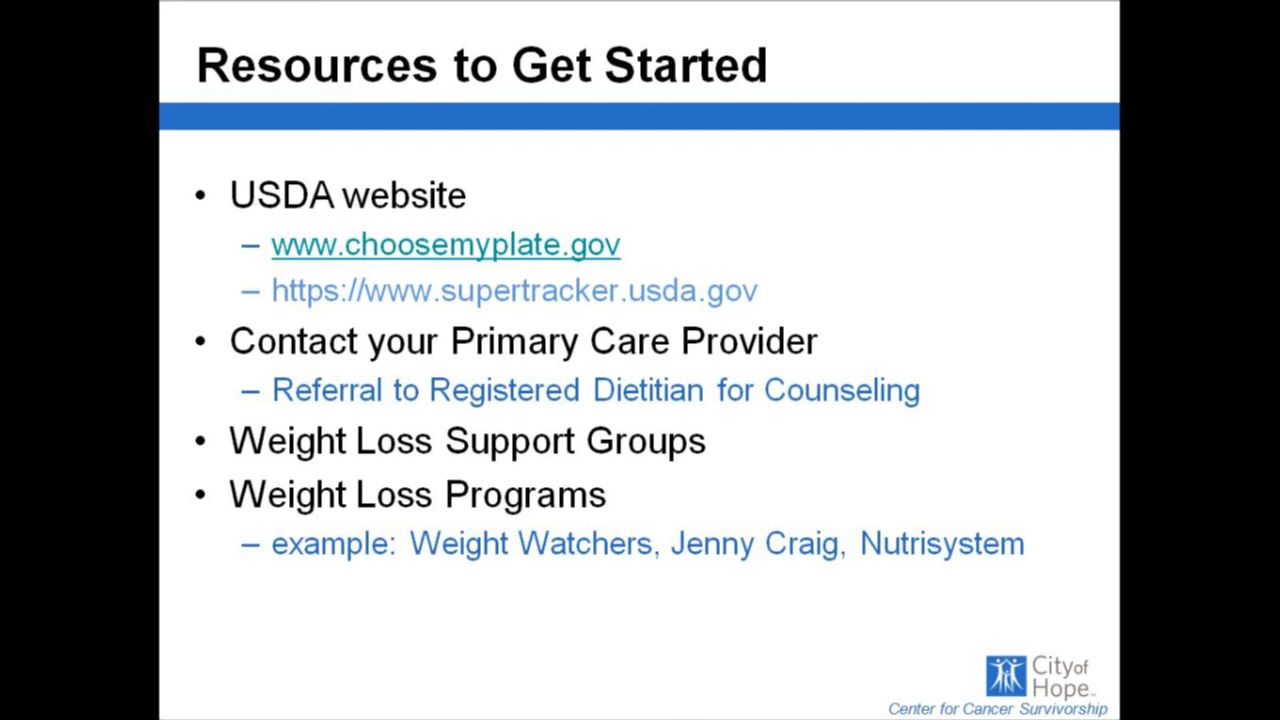 Resources to Get Started
• USDA website
– www.choosemyplate.gov
– https://www.supertracker.usda.gov
• Contact your Primary Care Provider
– Referral to Registered Dietitian for Counseling
• Weight Loss Support Groups
• Weight Loss Programs
– example: Weight Watchers, Jenny Craig, Nutrisystem
City of
Hope™
Center for Cancer Survivorship